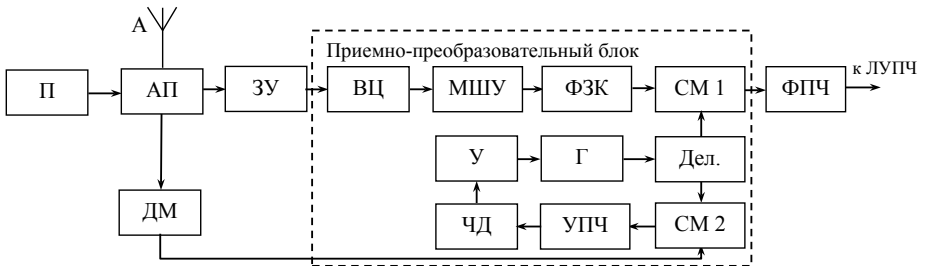 А
Приемно-преобразовательный блок
к ЛУПЧ
П
АП
ЗУ
ВЦ
МШУ
ФЗК
СМ 1
ФПЧ
У
Г
Дел.
ДМ
ЧД
УПЧ
СМ 2